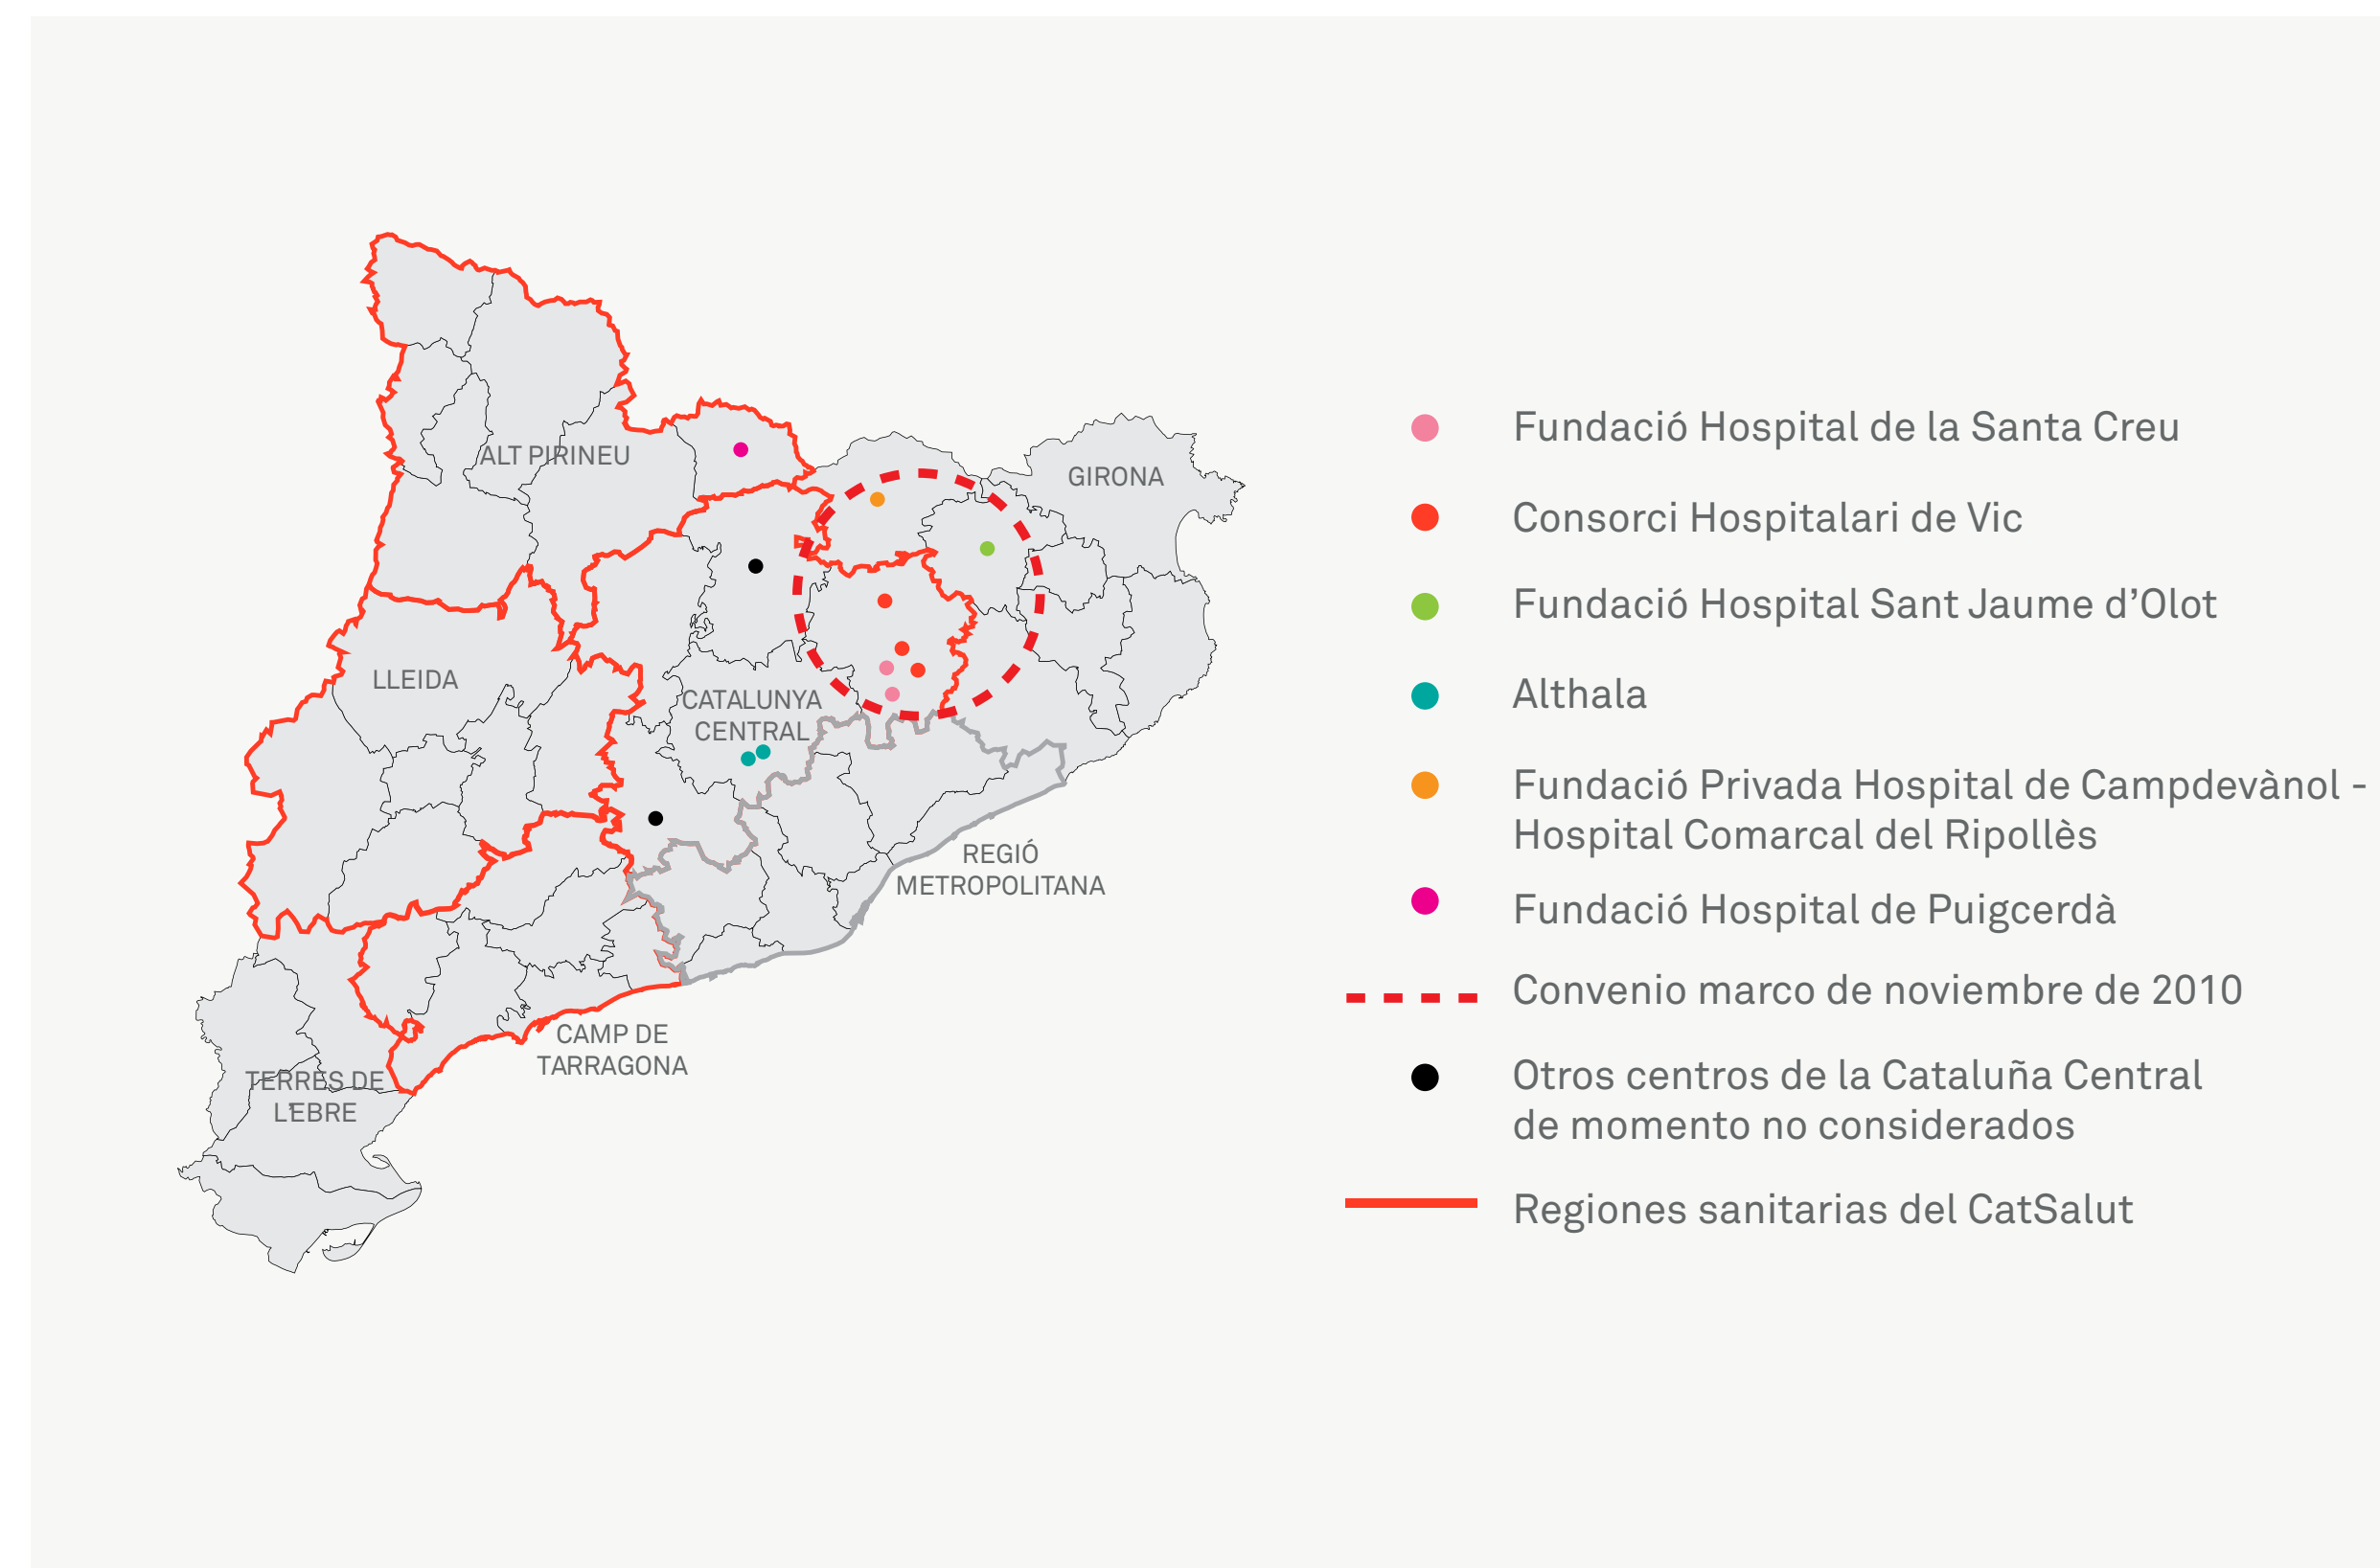 ALT PIRINEU
GIRONA
LLEIDA
CATALUNYA
CENTRAL
REGIÓ
METROPOLITANA
CAMP DE
TARRAGONA
TERRES DE
L'EBRE
Fundació Hospital de la Santa Creu
Consorci Hospitalari de Vic
Fundació Hospital Sant Jaume d’Olot
Althala
Fundació Privada Hospital de Campdevànol -
Hospital Comarcal del Ripollès
Fundació Hospital de Puigcerdà
Convenio marco de noviembre de 2010
Otros centros de la Cataluña Central
de momento no considerados
Regiones sanitarias del CatSalut